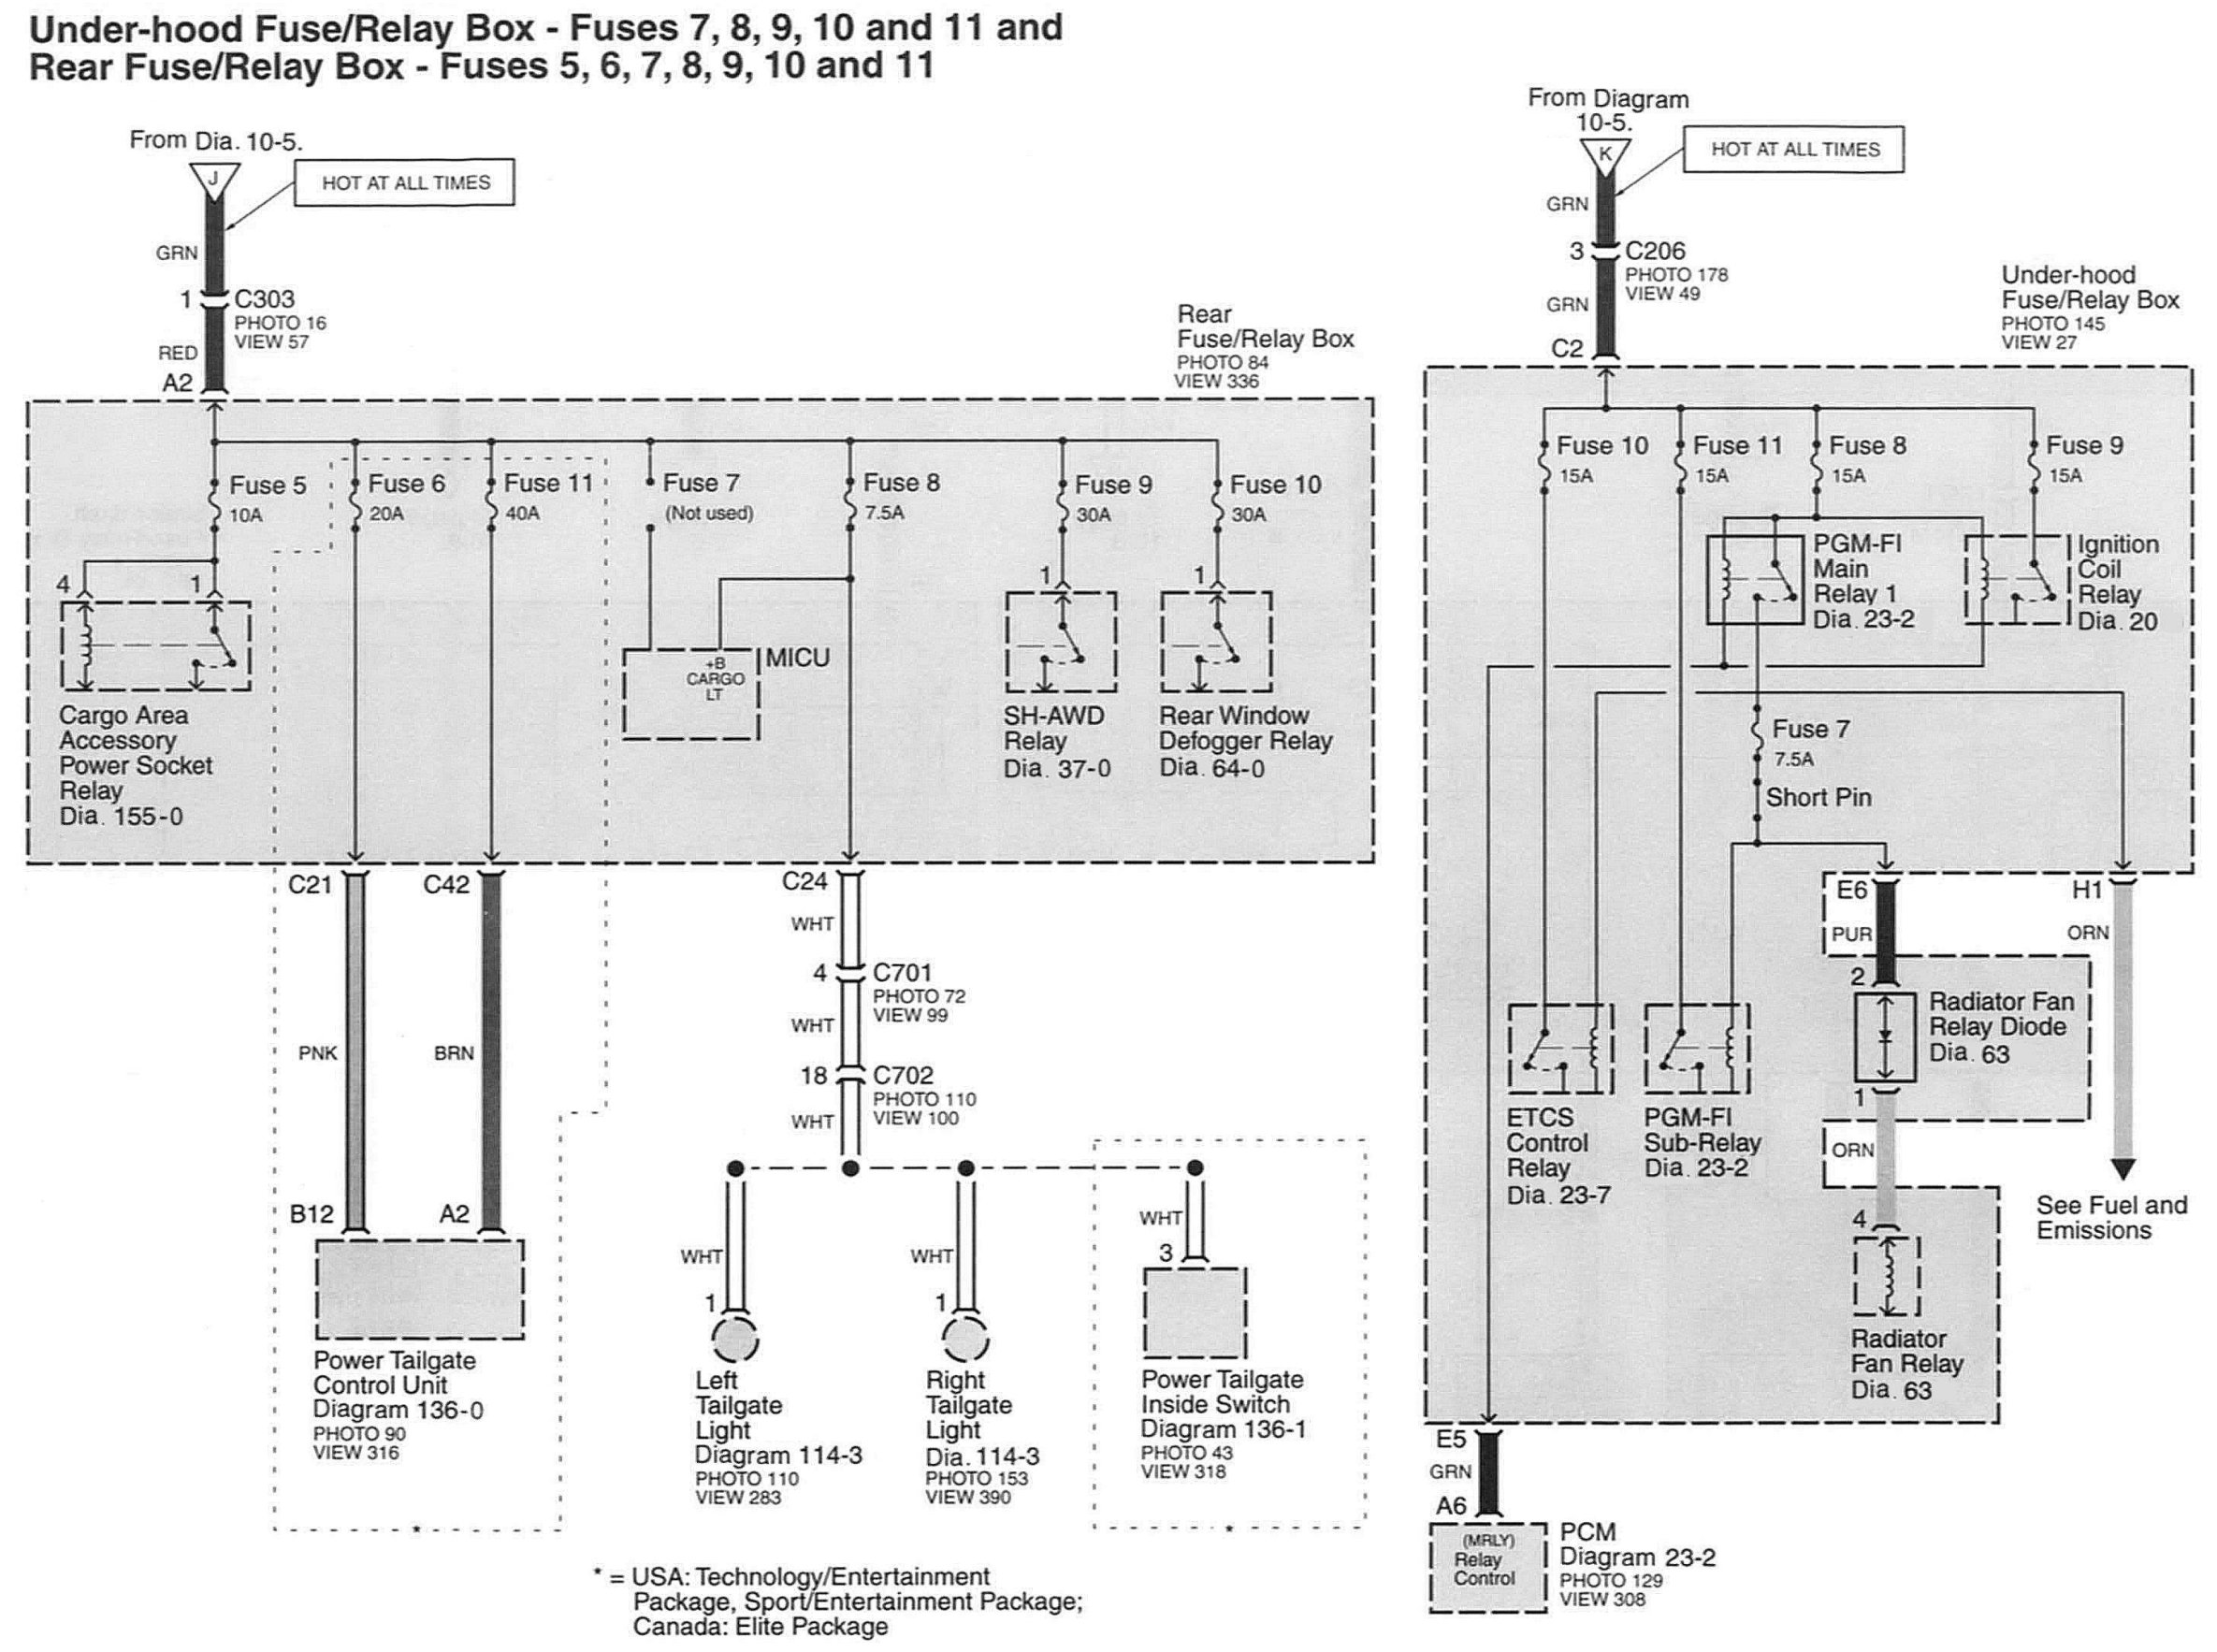 Under-hood Fuse/Relay Box - Fuses 7, 8, 9, 10 and 11 and
Rear Fuse/Relay Box - Fuses 5, 6, 7, 8, 9, 10 and 11
From Dia. 10-5.
J
HOT AT ALL TIMES
GRN
1
C303
PHOTO 16
VIEW 57
RED
A2
Rear
Fuse/Relay Box
PHOTO 84
VIEW 336
Fuse 5
10A
Fuse 6
20A
Fuse 11
40A
Fuse 7
(Not used)
Fuse 8
7.5A
Fuse 9
30A
Fuse 10
30A
4
1
1
1
+B
CARGO
LT
MICU
Cargo Area
Accessory
Power Socket
Relay
Dia. 155-0
SH-AWD
Relay
Dia. 37-0
Rear Window
Defogger Relay
Dia. 64-0
C21
C42
C24
WHT
4
C701
PHOTO 72
VIEW 99
PNK
BRN
WHT
18
C702
PHOTO 110
VIEW 100
WHT
B12
A2
WHT
WHT
WHT
3
1
1
Power Tailgate
Control Unit
Diagram 136-0
PHOTO 90
VIEW 316
Left
Tailgate
Light
Diagram 114-3
PHOTO 110
VIEW 283
Right
Tailgate
Light
Dia. 114-3
PHOTO 153
VIEW 390
Power Tailgate
Inside Switch
Diagram 136-1
PHOTO 43
VIEW 318
*
*
* = USA: Technology/Entertainment
Package, Sport/Entertainment Package;
Canada: Elite Package
From Diagram
10-5.
K
HOT AT ALL TIMES
GRN
3
C206
PHOTO 178
VIEW 49
GRN
C2
Under-hood
Fuse/Relay Box
PHOTO 145
VIEW 27
Fuse 10
15A
Fuse 11
15A
Fuse 8
15A
Fuse 9
15A
PGM-FI
Main
Relay 1
Dia. 23-2
Ignition
Coil
Relay
Dia. 20
Fuse 7
7.5A
Short Pin
E6
H1
PUR
ORN
2
Radiator Fan
Relay Diode
Dia. 63
1
ORN
ETCS
Control
Relay
Dia. 23-7
PGM-FI
Sub-Relay
Dia. 23-2
4
See Fuel and
Emissions
Radiator
Fan Relay
Dia. 63
E5
GRN
A6
(MRLY)
Relay
Control
PCM
Diagram 23-2
PHOTO 129
VIEW 308